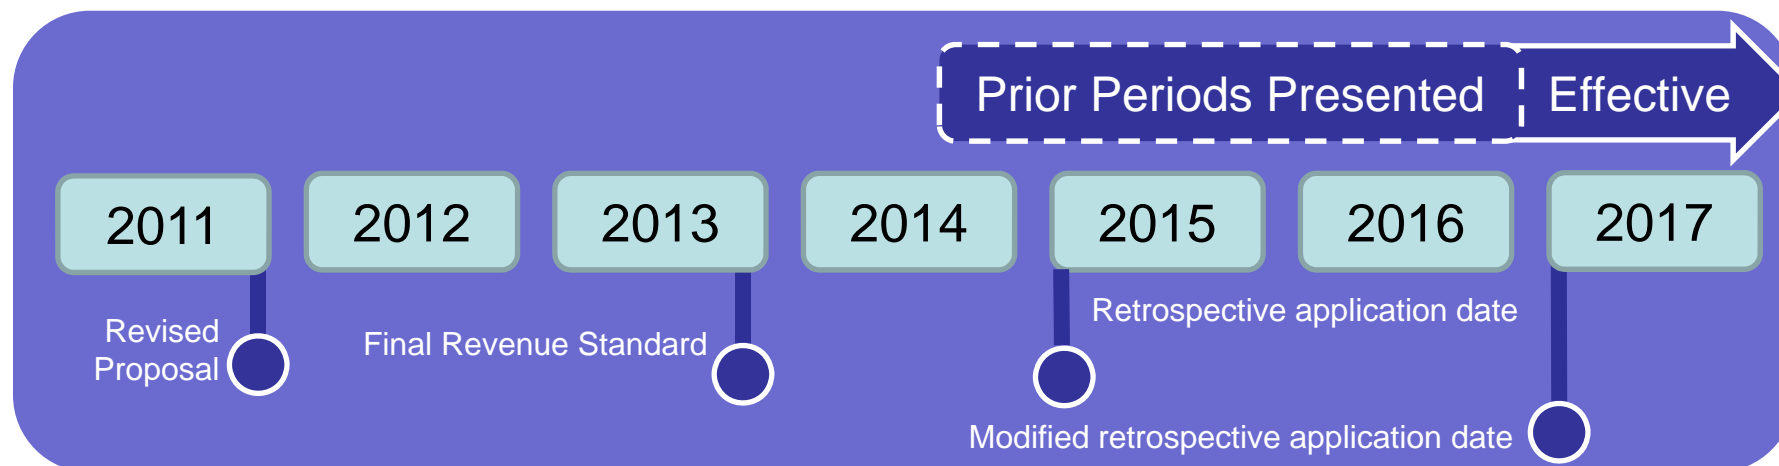 Prior Periods Presented
Effective
2011
2012
2013
2014
2015
2016
2017
Revised
Proposal
Final Revenue Standard
Retrospective application date
Modified retrospective application date